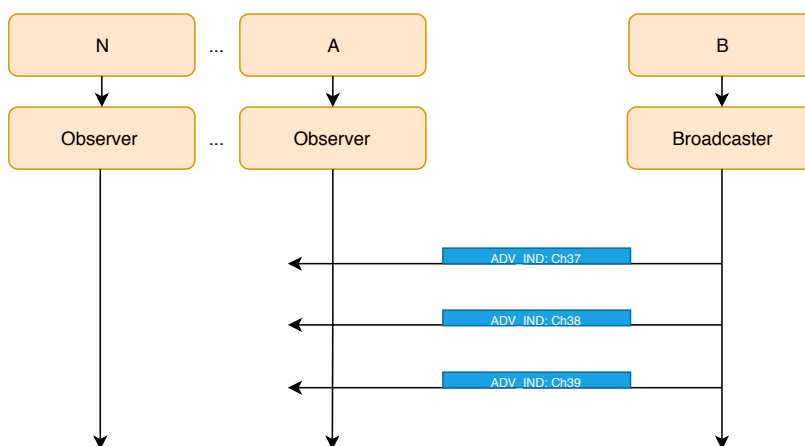 N
...
A
B
Observer
...
Observer
Broadcaster
ADV_IND: Ch37
ADV_IND: Ch38
ADV_IND: Ch39